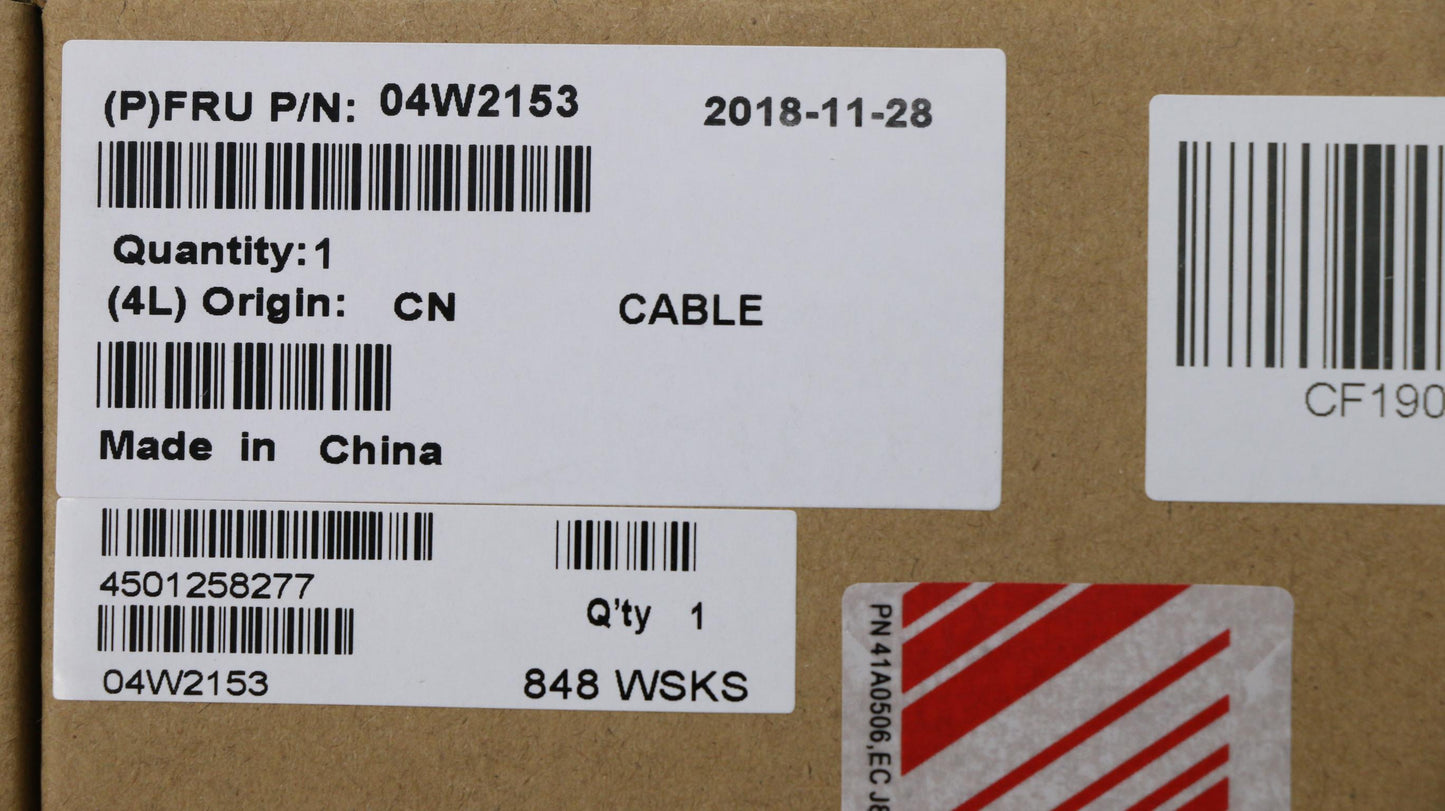 (P)FRU P/N: 04W2153 2018-11-28
Quantity:1
(4L) Origin: CN CABLE
Made in China
4501258277
Q'ty 1
04W2153
848 WSKS
CF190
PN 41A0506,EC J8